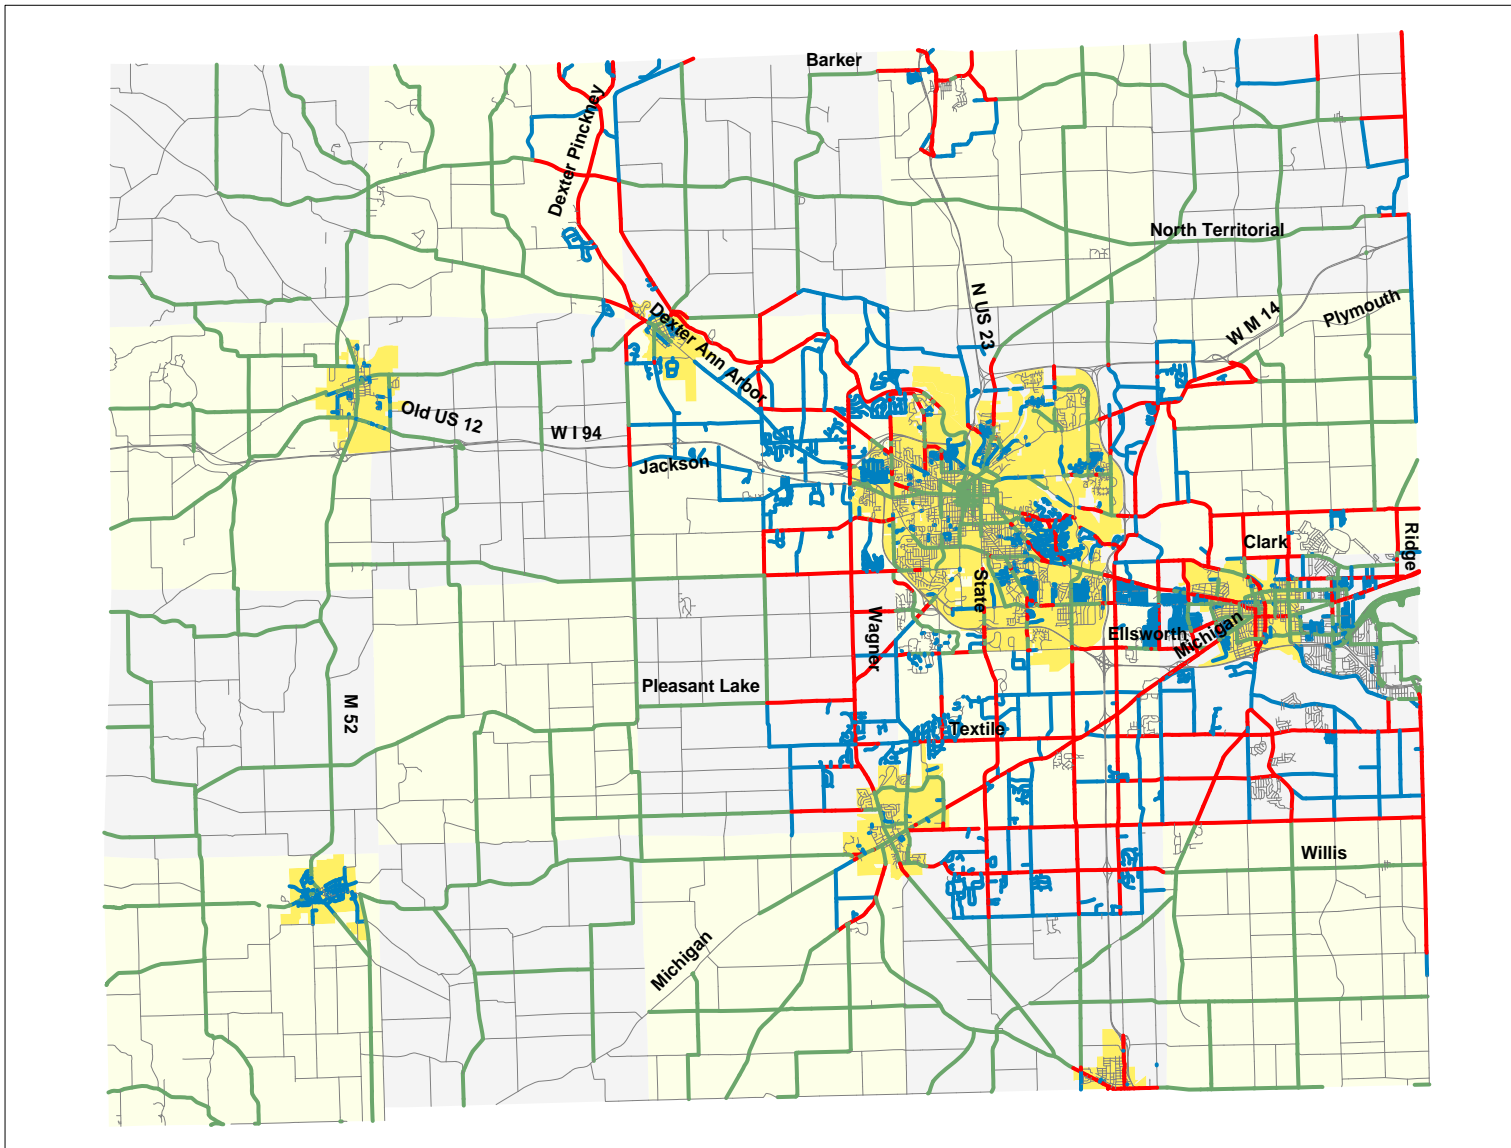 Barker
Dexter Pinckney
North Territorial
N US 23
W M 14
Plymouth
Dexter Ann Arbor
Old US 12
W I 94
Jackson
Clark
Ridge
State
Wagner
Ellsworth
Michigan
Pleasant Lake
M 52
Textile
Willis
Michigan